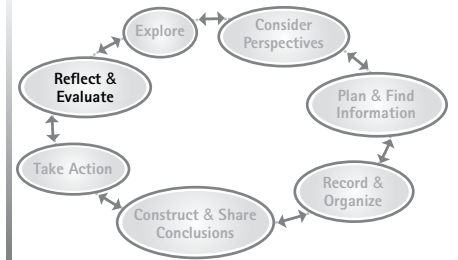 Explore
Consider
Perspectives
Reflect &
Evaluate
Plan & Find
Information
Take Action
Record &
Organize
Construct & Share
Conclusions